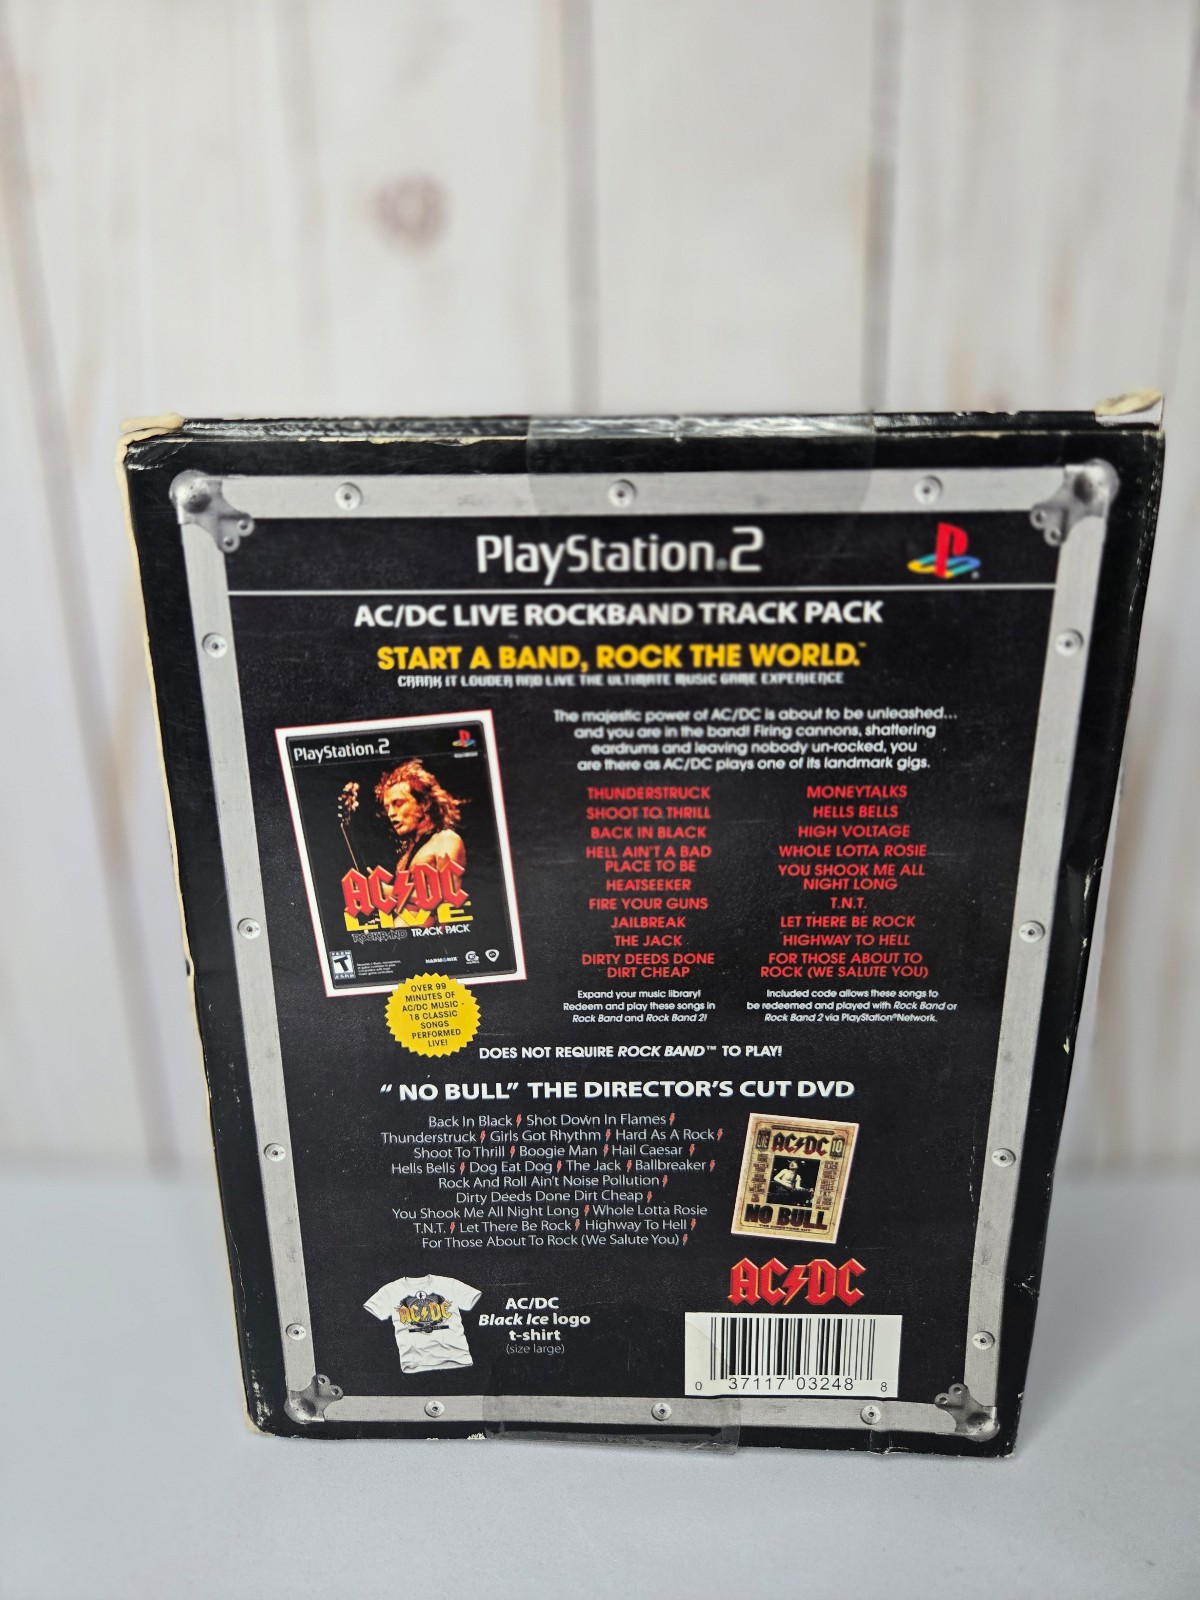 PlayStation.2
AC/DC LIVE ROCKBAND TRACK PACK
START A BAND, ROCK THE WORLD.™
CRANK IT LOUDER AND LIVE THE ULTIMATE MUSIC GAME EXPERIENCE
The majestic power of AC/DC is about to be unleashed...
and you are in the band! Firing cannons, shattering
eardrums and leaving nobody un-rocked, you
are there as AC/DC plays one of its landmark gigs.
PlayStation.2
AC/DC
LIVE
ROCKBAND TRACK PACK
T
HARMONIX
OVER 99
MINUTES OF
AC/DC MUSIC -
18 CLASSIC
SONGS
PERFORMED
LIVE!
THUNDERSTRUCK
SHOOT TO THRILL
BACK IN BLACK
HELL AIN'T A BAD
PLACE TO BE
HEATSEEKER
FIRE YOUR GUNS
JAILBREAK
THE JACK
DIRTY DEEDS DONE
DIRT CHEAP
Expand your music library!
Redeem and play these songs in
Rock Band and Rock Band 2!
MONEYTALKS
HELLS BELLS
HIGH VOLTAGE
WHOLE LOTTA ROSIE
YOU SHOOK ME ALL
NIGHT LONG
T.N.T.
LET THERE BE ROCK
HIGHWAY TO HELL
FOR THOSE ABOUT TO
ROCK (WE SALUTE YOU)
Included code allows these songs to
be redeemed and played with Rock Band or
Rock Band 2 via PlayStation®Network.
DOES NOT REQUIRE ROCK BAND™ TO PLAY!
“ NO BULL” THE DIRECTOR'S CUT DVD
Back In Black Shot Down In Flames
Thunderstruck Girls Got Rhythm Hard As A Rock
Shoot To Thrill Boogie Man Hail Caesar
Hells Bells Dog Eat Dog The Jack Ballbreaker
Rock And Roll Ain't Noise Pollution
Dirty Deeds Done Dirt Cheap
You Shook Me All Night Long Whole Lotta Rosie
T.N.T. Let There Be Rock Highway To Hell
For Those About To Rock (We Salute You)
AC/DC
NO BULL
AC/DC
AC/DC
AC/DC
Black Ice logo
t-shirt
(size large)
0 37117 03248 8